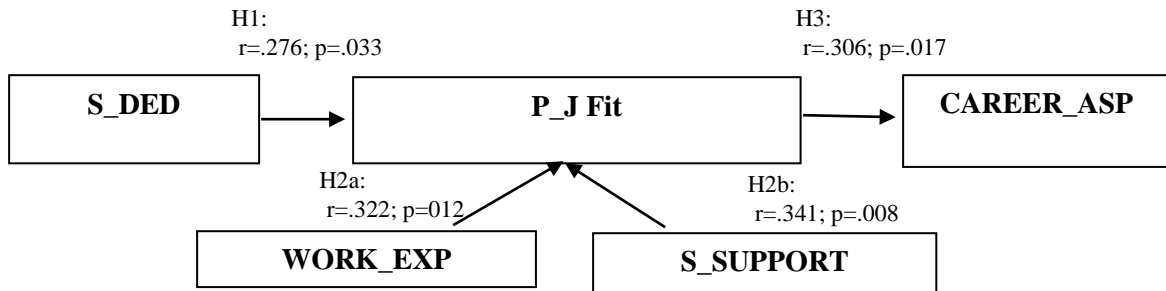 H1:
r=.276; p=.033
H3:
r=.306; p=.017
S_DED
P_J Fit
CAREER_ASP
H2a:
r=.322; p=012
H2b:
r=.341; p=.008
WORK_EXP
S_SUPPORT